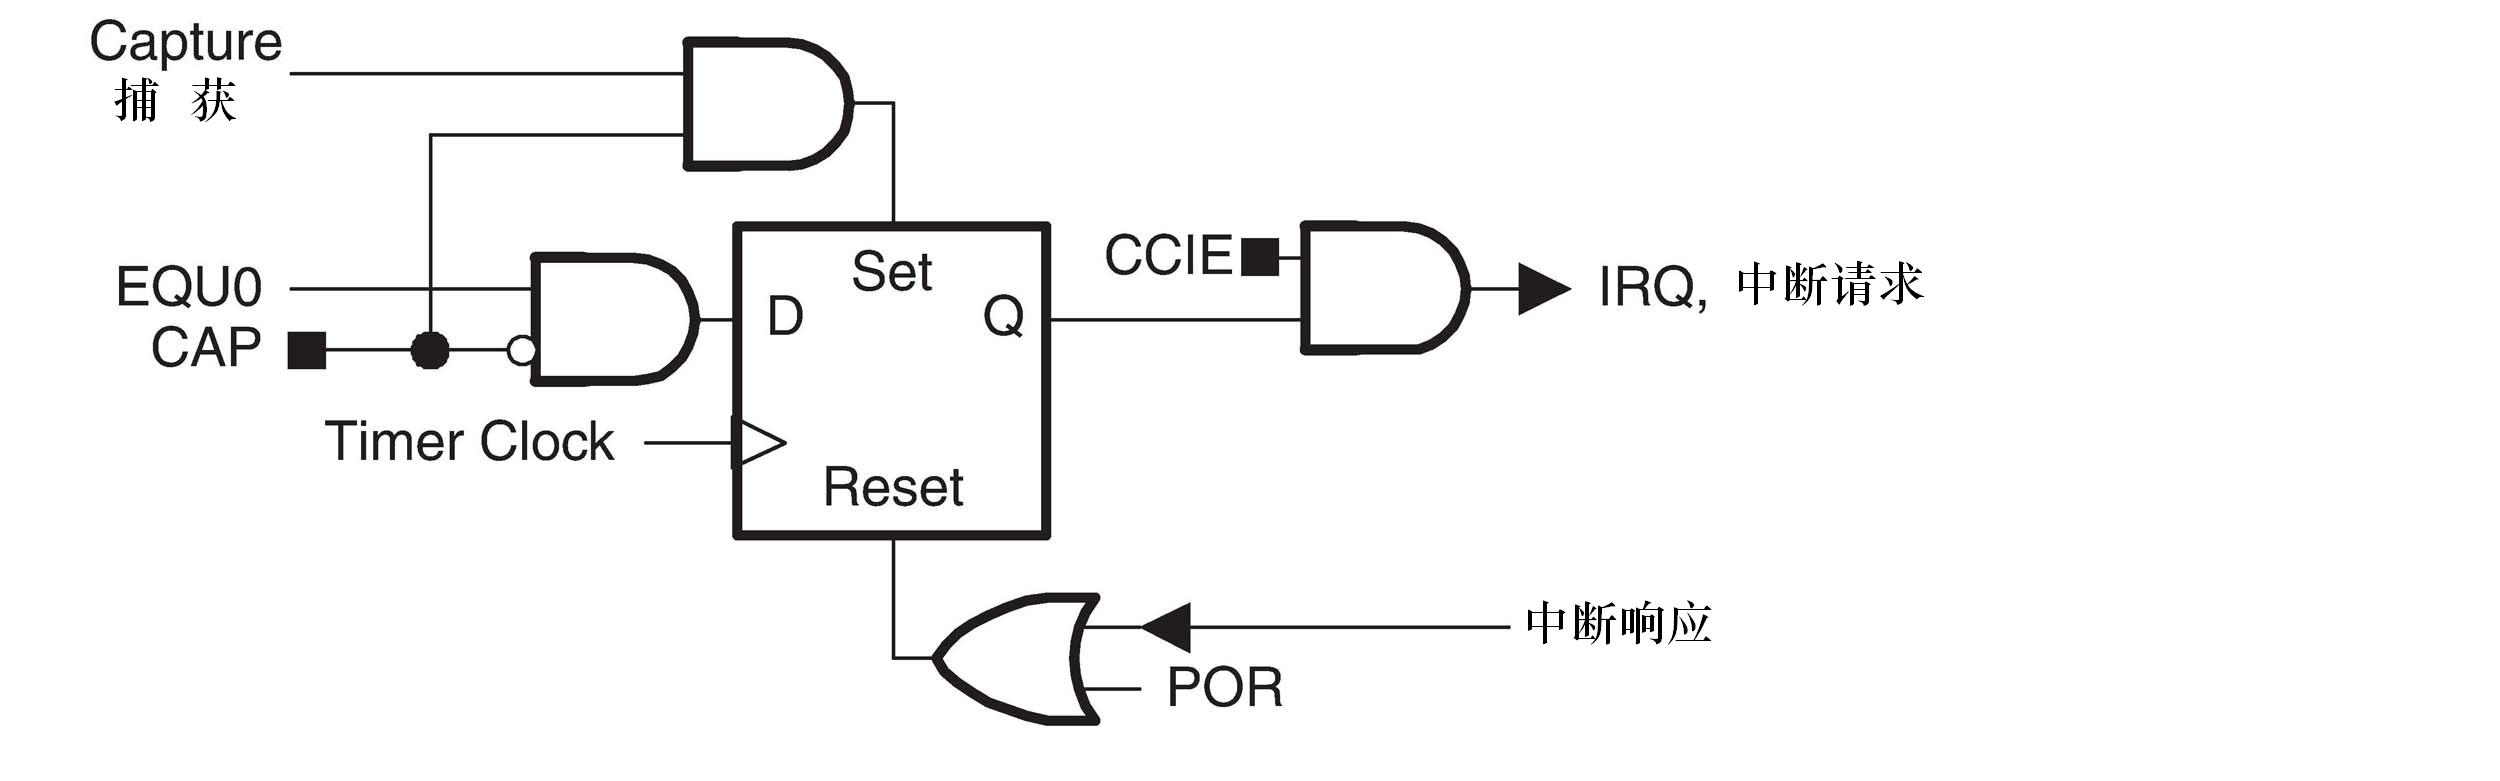 Capture
捕 获
EQU0
CAP
Timer Clock
Set
D
Q
Reset
CCIE
IRQ, 中断请求
中断响应
POR